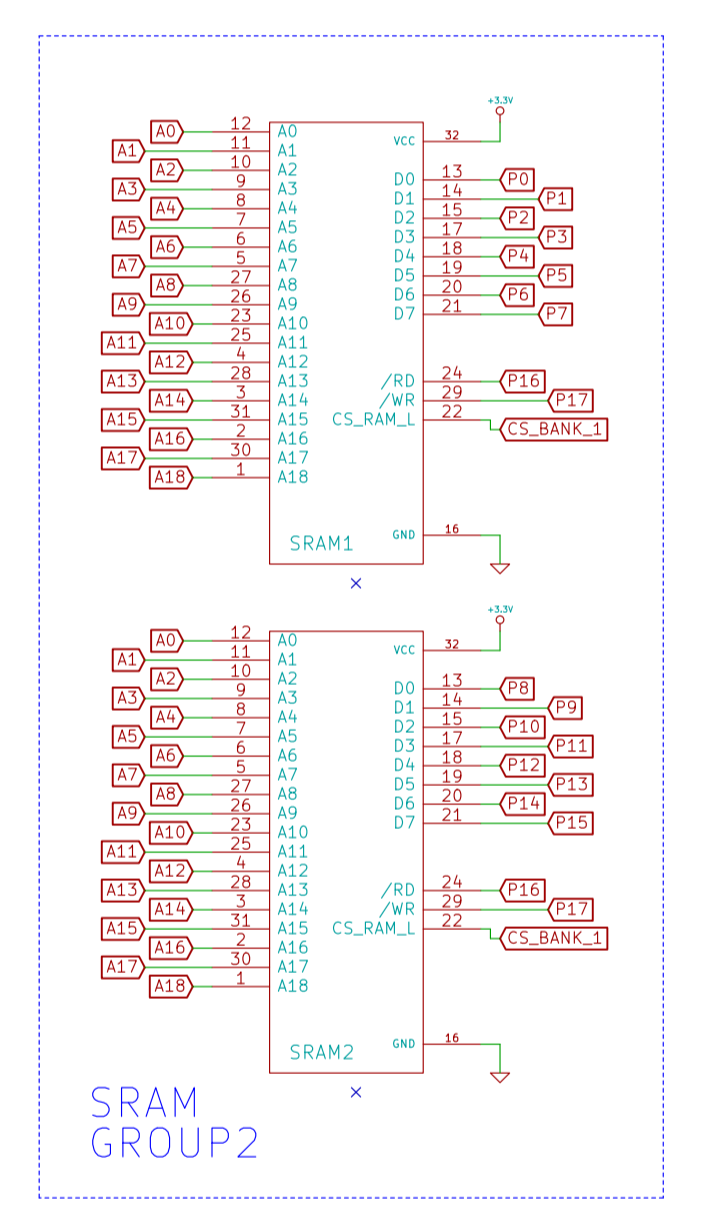 +3.3V
A0 12 A0 VCC 32
A1 11 A1
A2 10 A2 D0 13 P0
A3 9 A3 D1 14 P1
A4 8 A4 D2 15 P2
A5 7 A5 D3 17 P3
A6 6 A6 D4 18 P4
A7 5 A7 D5 19 P5
A8 27 A8 D6 20 P6
A9 26 A9 D7 21 P7
A10 23 A10
A11 25 A11
A12 4 A12
A13 28 A13 /RD 24 P16
A14 3 A14 /WR 29 P17
A15 31 A15 CS_RAM_L 22 CS_BANK_1
A16 2 A16
A17 30 A17
A18 1 A18
SRAM1 GND 16
+3.3V
A0 12 A0 VCC 32
A1 11 A1
A2 10 A2 D0 13 P8
A3 9 A3 D1 14 P9
A4 8 A4 D2 15 P10
A5 7 A5 D3 17 P11
A6 6 A6 D4 18 P12
A7 5 A7 D5 19 P13
A8 27 A8 D6 20 P14
A9 26 A9 D7 21 P15
A10 23 A10
A11 25 A11
A12 4 A12
A13 28 A13 /RD 24 P16
A14 3 A14 /WR 29 P17
A15 31 A15 CS_RAM_L 22 CS_BANK_1
A16 2 A16
A17 30 A17
A18 1 A18
SRAM2 GND 16
SRAM
GROUP2